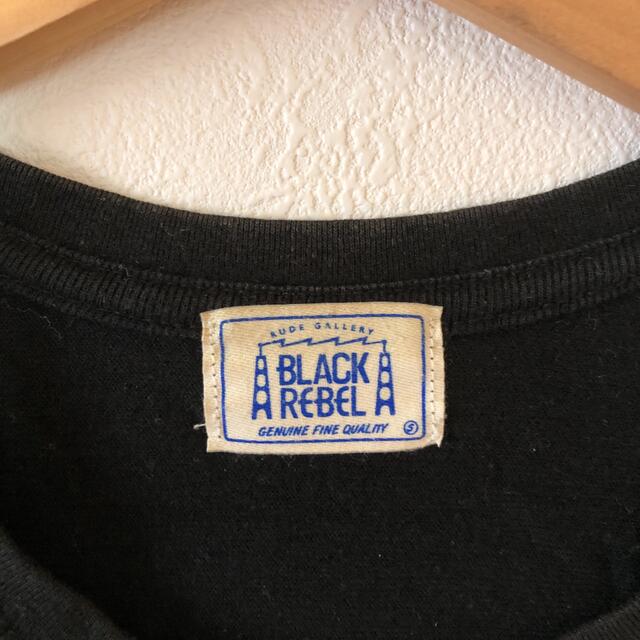 RUDE GALLERY
BLACK
REBEL
GENUINE FINE QUALITY S